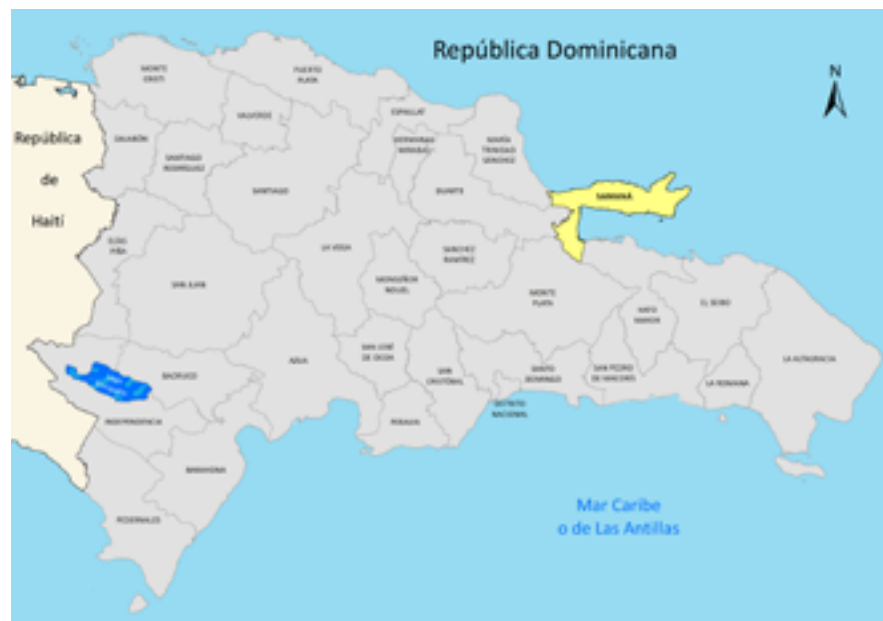 República Dominicana
N
MONTE
CRISTI
PUERTO
PLATA
VALVERDE
ESPAILLAT
República
de
Haití
DAJABÓN
SANTIAGO
RODRÍGUEZ
HERMANAS
MIRABAL
MARÍA
TRINIDAD
SÁNCHEZ
SANTIAGO
DUARTE
SAMANÁ
ELÍAS
PIÑA
LA VEGA
SÁNCHEZ
RAMÍREZ
SAN JUAN
MONSEÑOR
NOUEL
MONTE
PLATA
HATO
MAYOR
EL SEIBO
AZUA
SAN JOSÉ
DE OCOA
SAN
CRISTÓBAL
SANTO
DOMINGO
SAN PEDRO
DE MACORÍS
LA ALTAGRACIA
LA ROMANA
BAORUCO
DISTRITO
NACIONAL
INDEPENDENCIA
PERAVIA
BARAHONA
PEDERNALES
Mar Caribe
o de Las Antillas